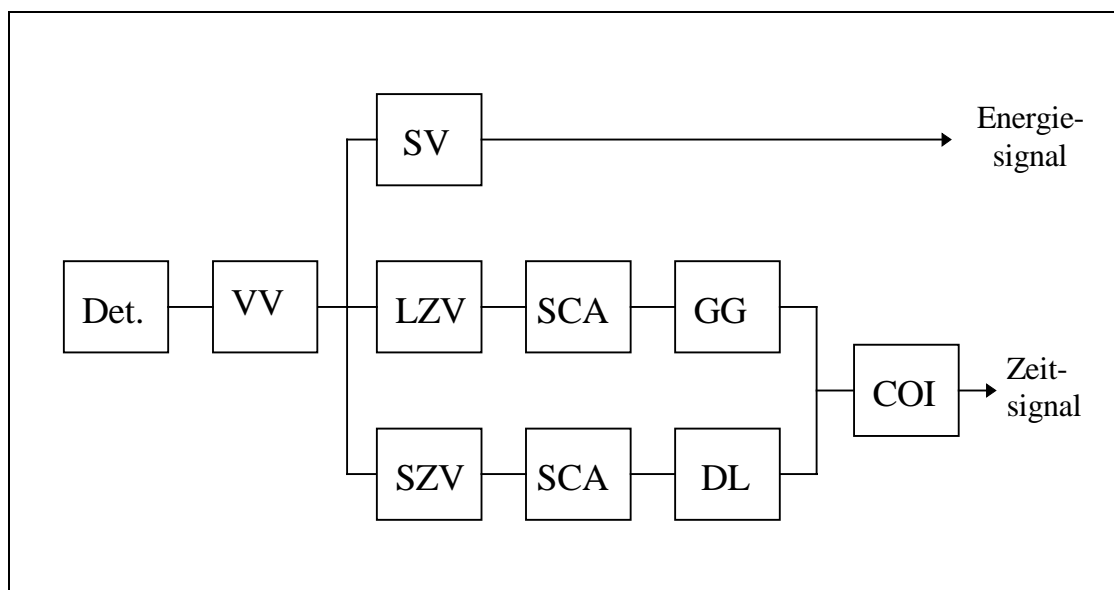 SV
Energie-
signal
Det.
VV
LZV
SCA
GG
COI
Zeit-
signal
SZV
SCA
DL